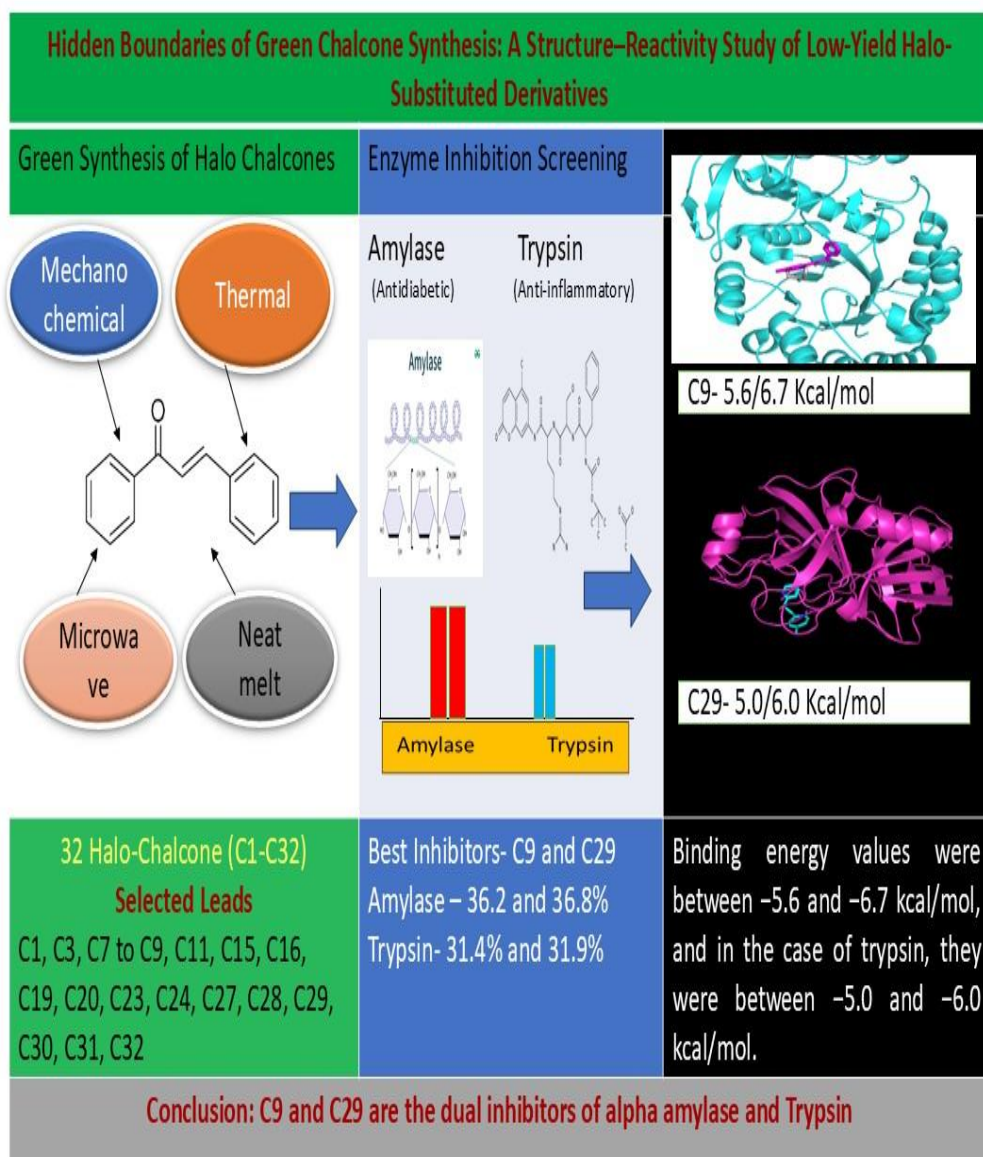 Hidden Boundaries of Green Chalcone Synthesis: A Structure–Reactivity Study of Low-Yield Halo-
Substituted Derivatives
Green Synthesis of Halo Chalcones
Mechano
chemical
Thermal
O
Microwa
ve
Neat
melt
Enzyme Inhibition Screening
Amylase
(Antidiabetic)
Trypsin
(Anti-inflammatory)
Amylase
Amylase
Trypsin
C9- 5.6/6.7 Kcal/mol
C29- 5.0/6.0 Kcal/mol
32 Halo-Chalcone (C1-C32)
Selected Leads
C1, C3, C7 to C9, C11, C15, C16,
C19, C20, C23, C24, C27, C28, C29,
C30, C31, C32
Best Inhibitors- C9 and C29
Amylase – 36.2 and 36.8%
Trypsin- 31.4% and 31.9%
Binding energy values were
between −5.6 and −6.7 kcal/mol,
and in the case of trypsin, they
were between −5.0 and −6.0
kcal/mol.
Conclusion: C9 and C29 are the dual inhibitors of alpha amylase and Trypsin